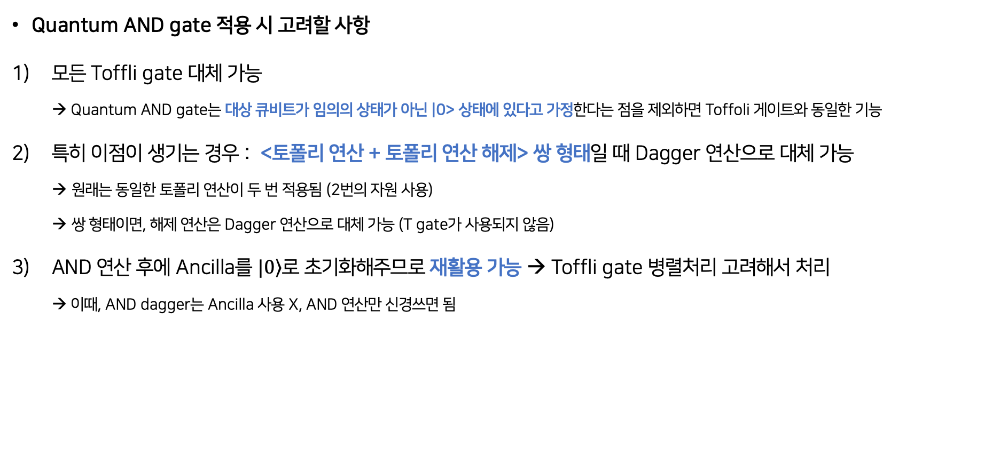 • Quantum AND gate 적용 시 고려할 사항
1) 모든 Toffli gate 대체 가능
→ Quantum AND gate는 대상 큐비트가 임의의 상태가 아닌 |0> 상태에 있다고 가정한다는 점을 제외하면 Toffoli 게이트와 동일한 기능
2) 특히 이점이 생기는 경우 : <토폴리 연산 + 토폴리 연산 해제> 쌍 형태일 때 Dagger 연산으로 대체 가능
→ 원래는 동일한 토폴리 연산이 두 번 적용됨 (2번의 자원 사용)
→ 쌍 형태이면, 해제 연산은 Dagger 연산으로 대체 가능 (T gate가 사용되지 않음)
3) AND 연산 후에 Ancilla를 |0⟩로 초기화해주므로 재활용 가능 → Toffli gate 병렬처리 고려해서 처리
→ 이때, AND dagger는 Ancilla 사용 X, AND 연산만 신경쓰면 됨